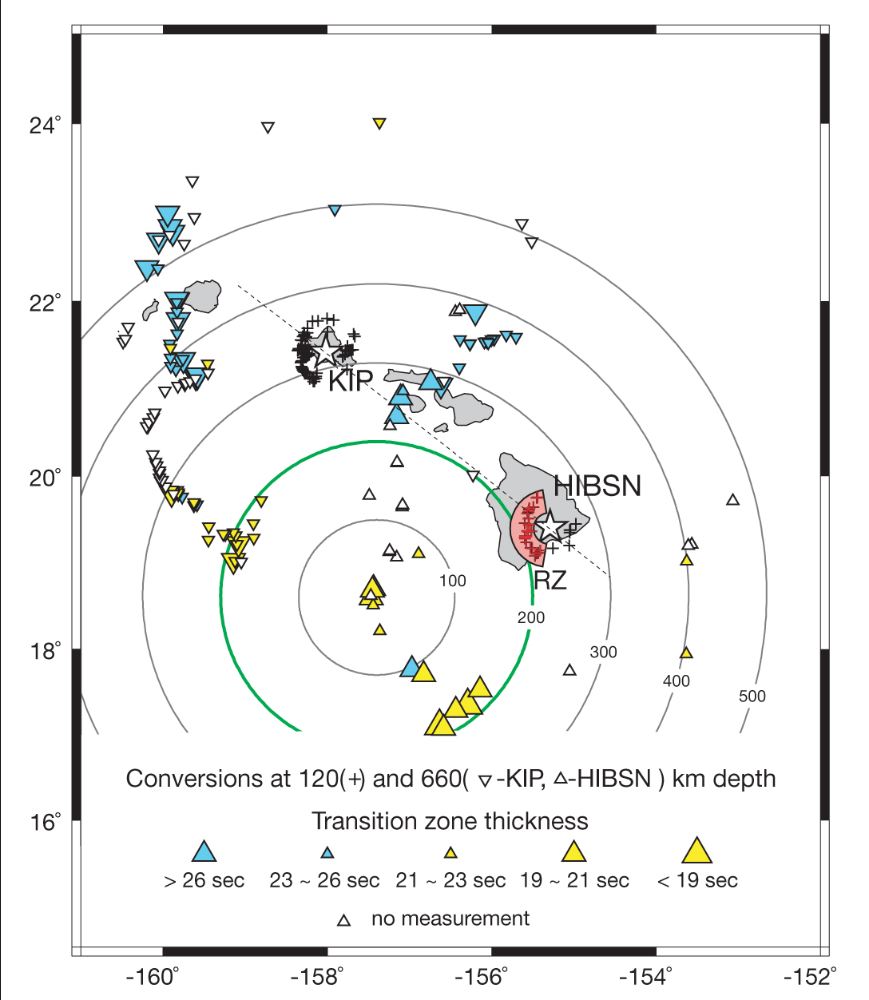 24°
22°
KIP
20°
HIBSN
RZ
100
200
300
400
500
18°
Conversions at 120(+) and 660( ▽-KIP, △-HIBSN ) km depth
16°
Transition zone thickness
> 26 sec 23 ~ 26 sec 21 ~ 23 sec 19 ~ 21 sec < 19 sec
no measurement
-160° -158° -156° -154° -152°